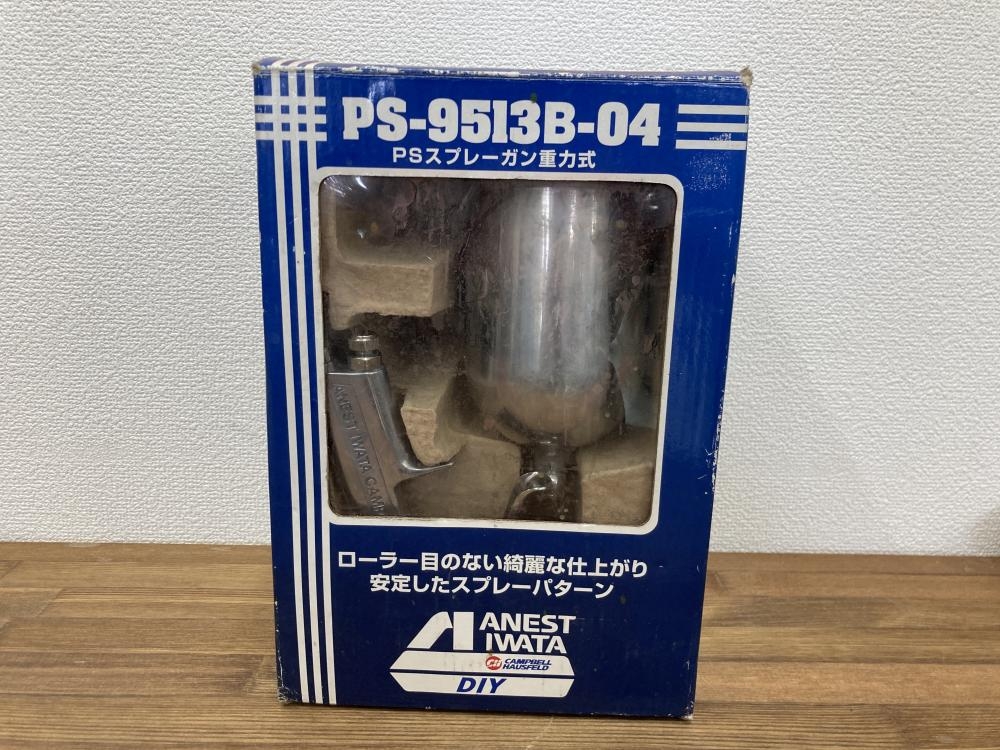 PS-9513B-04
PSスプレーガン重力式
ANEST IWATA CAMP
ローラー目のない綺麗な仕上がり
安定したスプレーパターン
ANEST
IWATA
CH CAMPBELL
HAUSFELD
DIY